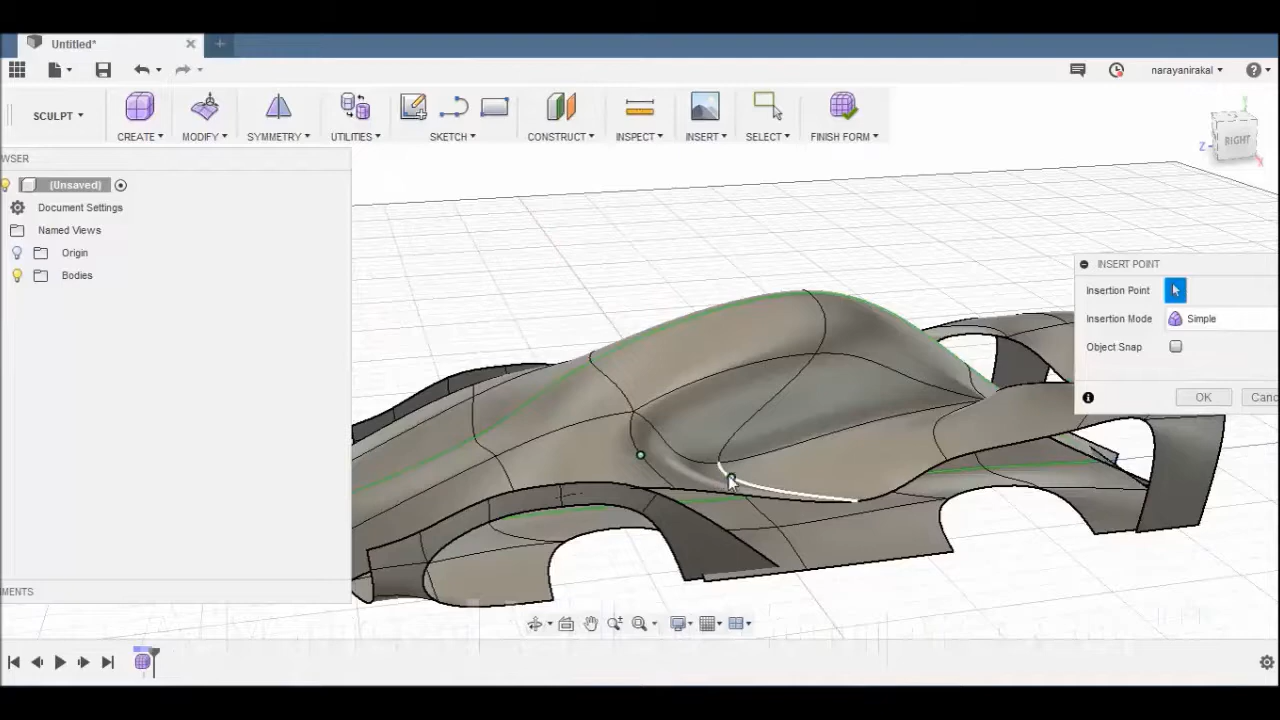 Untitled*
narayanirakal
SCULPT
CREATE
MODIFY
SYMMETRY
UTILITIES
SKETCH
CONSTRUCT
INSPECT
INSERT
SELECT
FINISH FORM
RIGHT
Y
Z
X
WSER
(Unsaved)
Document Settings
Named Views
Origin
Bodies
INSERT POINT
Insertion Point
Insertion Mode
Simple
Object Snap
OK
Canc
MENTS